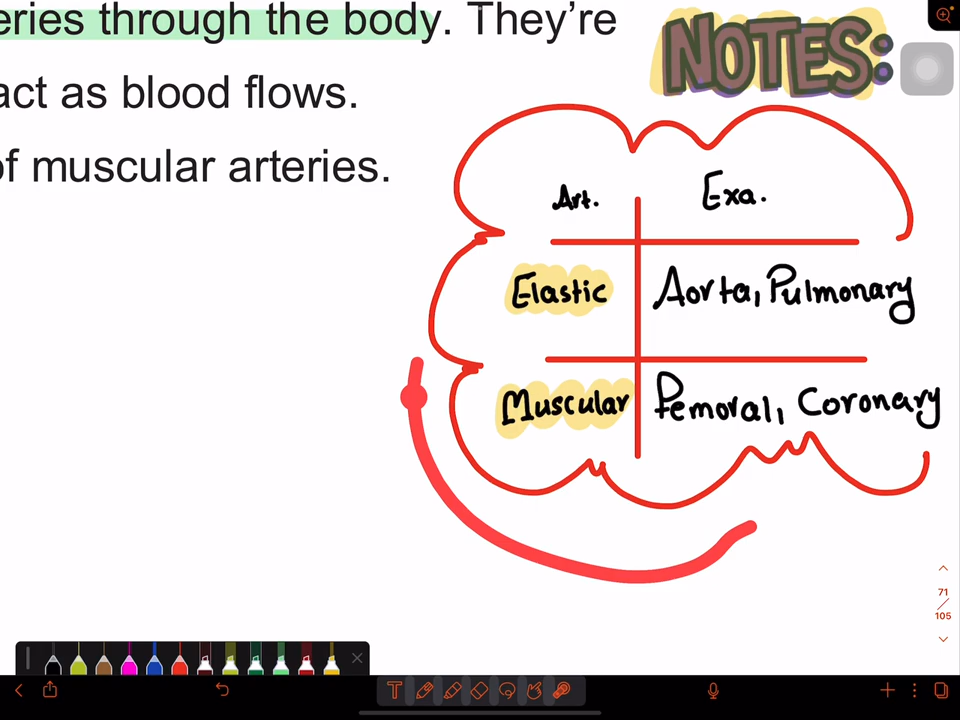 eries through the body. They're
act as blood flows.
of muscular arteries.
NOTES:
Art. Exa.
Elastic Aorta, Pulmonary
Muscular Femoral, Coronary
71
/
105
T